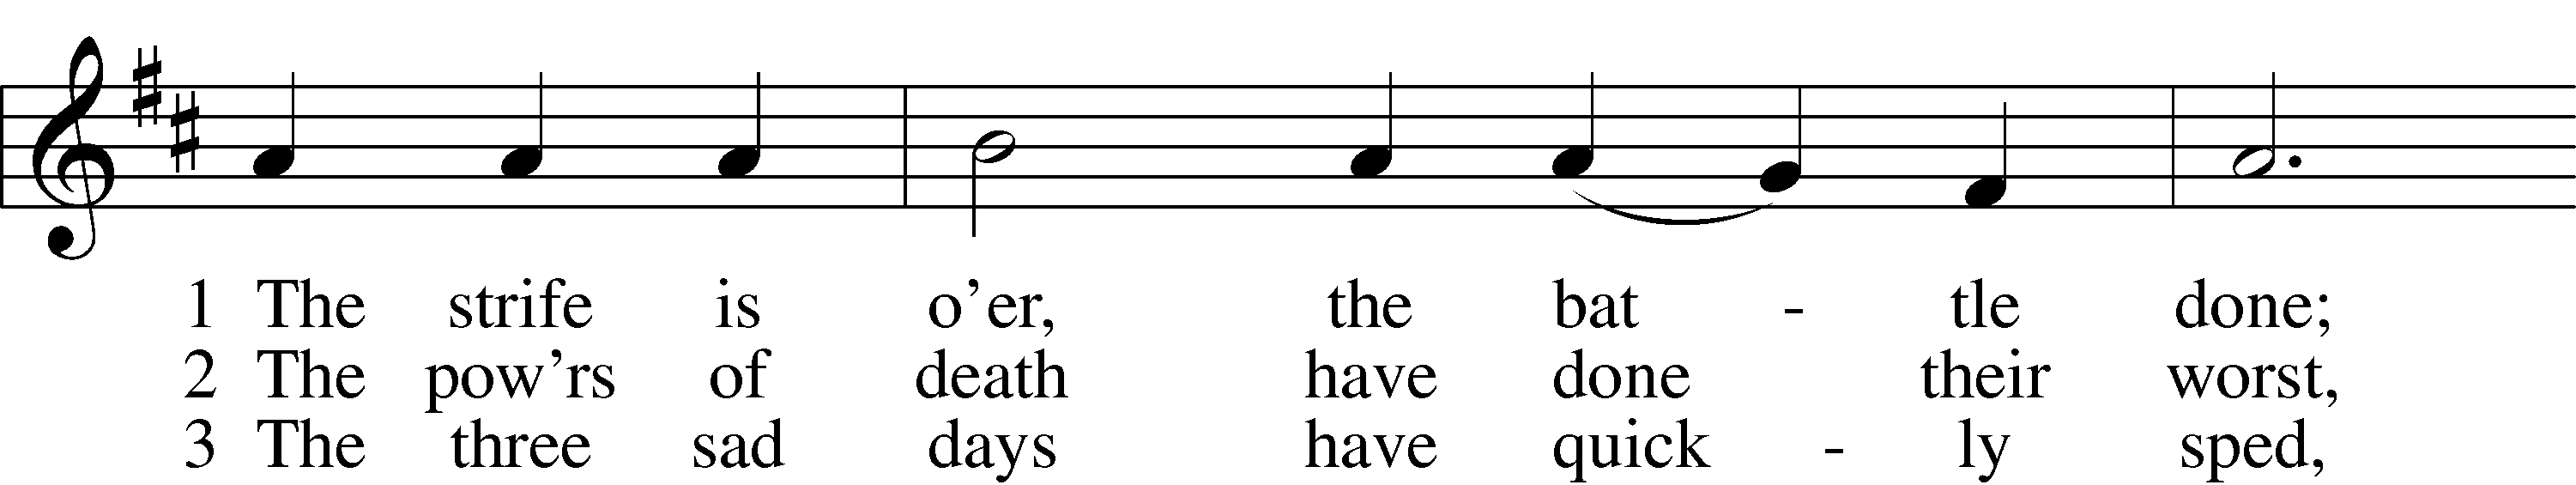 1 The strife is o’er, the bat - tle done;
2 The pow’rs of death have done their worst,
3 The three sad days have quick - ly sped,